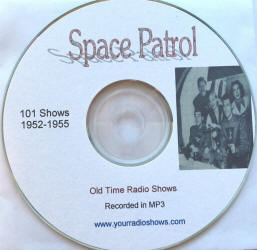 Space Patrol
101 Shows
1952-1955
Old Time Radio Shows
Recorded in MP3
www.yourradioshows.com